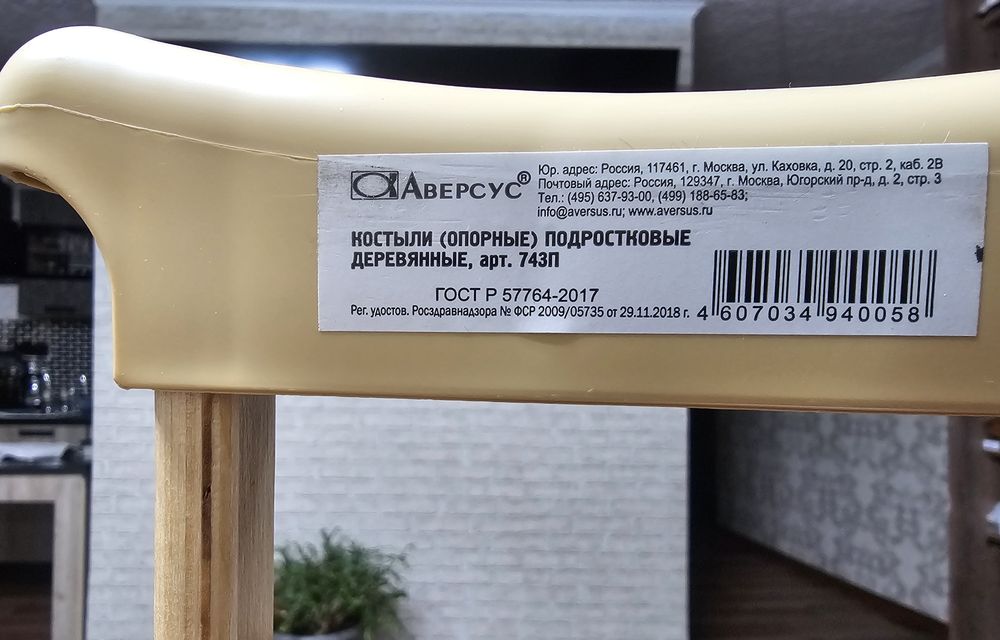 АВЕРСУС®
Юр. адрес: Россия, 117461, г. Москва, ул. Каховка, д. 20, стр. 2, каб. 2В
Почтовый адрес: Россия, 129347, г. Москва, Югорский пр-д, д. 2, стр. 3
Тел.: (495) 637-93-00, (499) 188-65-83;
info@aversus.ru; www.aversus.ru
КОСТЫЛИ (ОПОРНЫЕ) ПОДРОСТКОВЫЕ
ДЕРЕВЯННЫЕ, арт. 743П
ГОСТ Р 57764-2017
Рег. удостов. Росздравнадзора № ФСР 2009/05735 от 29.11.2018 г.
4 607034 940058